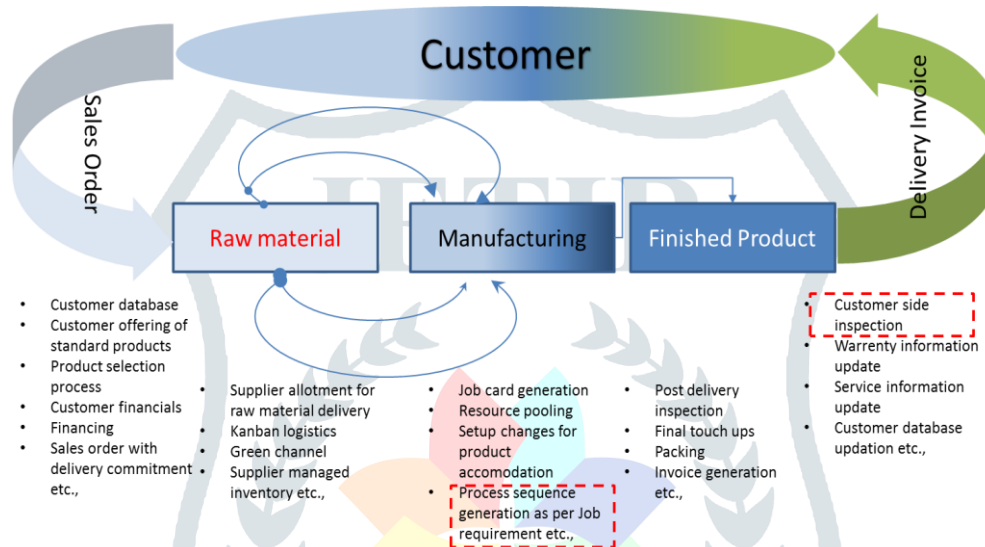 Customer
Sales Order
Delivery Invoice
JETIR
Raw material
Manufacturing
Finished Product
• Customer database
• Customer offering of
standard products
• Product selection
process
• Customer financials
• Financing
• Sales order with
delivery commitment
etc.,
• Supplier allotment for
raw material delivery
• Kanban logistics
• Green channel
• Supplier managed
inventory etc.,
• Job card generation
• Resource pooling
• Setup changes for
product
accomodation
• Process sequence
generation as per Job
requirement etc.,
• Post delivery
inspection
• Final touch ups
• Packing
• Invoice generation
etc.,
• Customer side
inspection
• Warrenty information
update
• Service information
update
• Customer database
updation etc.,